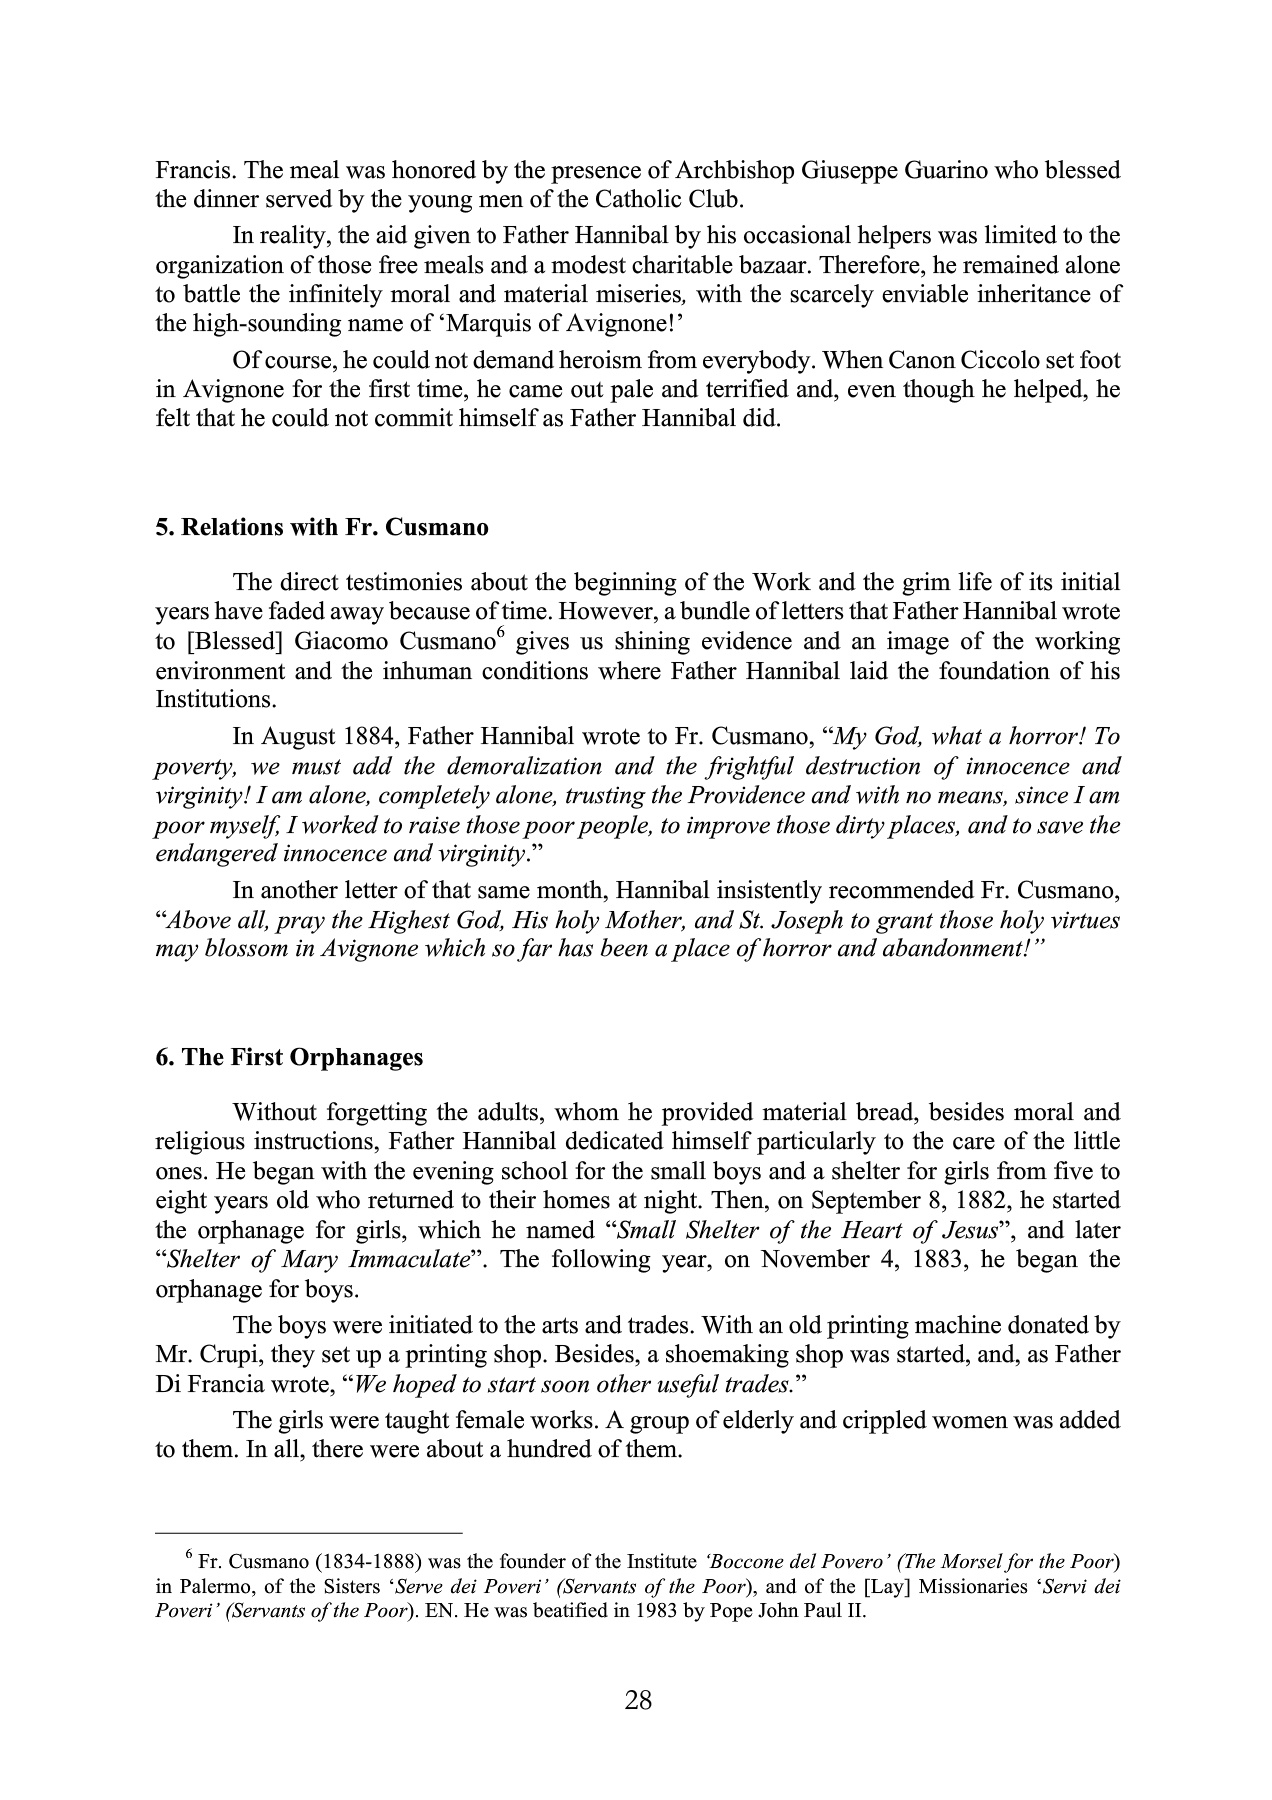 Francis. The meal was honored by the presence of Archbishop Giuseppe Guarino who blessed
the dinner served by the young men of the Catholic Club.
In reality, the aid given to Father Hannibal by his occasional helpers was limited to the
organization of those free meals and a modest charitable bazaar. Therefore, he remained alone
to battle the infinitely moral and material miseries, with the scarcely enviable inheritance of
the high-sounding name of ‘Marquis of Avignone!’
Of course, he could not demand heroism from everybody. When Canon Ciccolo set foot
in Avignone for the first time, he came out pale and terrified and, even though he helped, he
felt that he could not commit himself as Father Hannibal did.
5. Relations with Fr. Cusmano
The direct testimonies about the beginning of the Work and the grim life of its initial
years have faded away because of time. However, a bundle of letters that Father Hannibal wrote
to [Blessed] Giacomo Cusmano6 gives us shining evidence and an image of the working
environment and the inhuman conditions where Father Hannibal laid the foundation of his
Institutions.
In August 1884, Father Hannibal wrote to Fr. Cusmano, “My God, what a horror! To
poverty, we must add the demoralization and the frightful destruction of innocence and
virginity! I am alone, completely alone, trusting the Providence and with no means, since I am
poor myself, I worked to raise those poor people, to improve those dirty places, and to save the
endangered innocence and virginity.”
In another letter of that same month, Hannibal insistently recommended Fr. Cusmano,
“Above all, pray the Highest God, His holy Mother, and St. Joseph to grant those holy virtues
may blossom in Avignone which so far has been a place of horror and abandonment!”
6. The First Orphanages
Without forgetting the adults, whom he provided material bread, besides moral and
religious instructions, Father Hannibal dedicated himself particularly to the care of the little
ones. He began with the evening school for the small boys and a shelter for girls from five to
eight years old who returned to their homes at night. Then, on September 8, 1882, he started
the orphanage for girls, which he named “Small Shelter of the Heart of Jesus”, and later
“Shelter of Mary Immaculate”. The following year, on November 4, 1883, he began the
orphanage for boys.
The boys were initiated to the arts and trades. With an old printing machine donated by
Mr. Crupi, they set up a printing shop. Besides, a shoemaking shop was started, and, as Father
Di Francia wrote, “We hoped to start soon other useful trades.”
The girls were taught female works. A group of elderly and crippled women was added
to them. In all, there were about a hundred of them.
6 Fr. Cusmano (1834-1888) was the founder of the Institute ‘Boccone del Povero’ (The Morsel for the Poor)
in Palermo, of the Sisters ‘Serve dei Poveri’ (Servants of the Poor), and of the [Lay] Missionaries ‘Servi dei
Poveri’ (Servants of the Poor). EN. He was beatified in 1983 by Pope John Paul II.
28